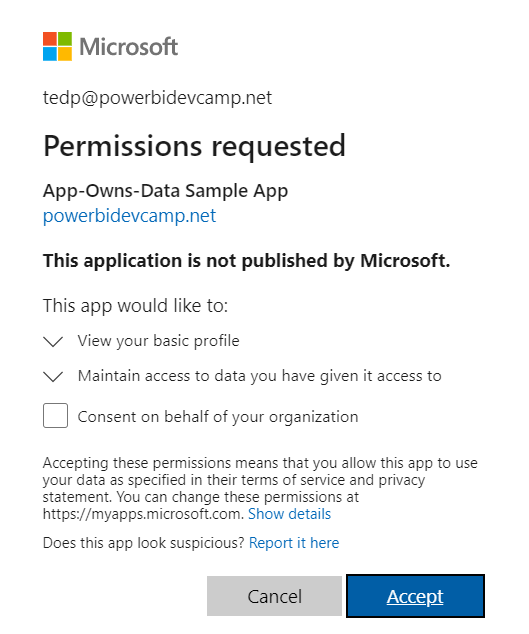 Microsoft
tedp@powerbidevcamp.net
Permissions requested
App-Owns-Data Sample App
powerbidevcamp.net
This application is not published by Microsoft.
This app would like to:
View your basic profile
Maintain access to data you have given it access to
Consent on behalf of your organization
Accepting these permissions means that you allow this app to use
your data as specified in their terms of service and privacy
statement. You can change these permissions at
https://myapps.microsoft.com. Show details
Does this app look suspicious? Report it here
Cancel Accept